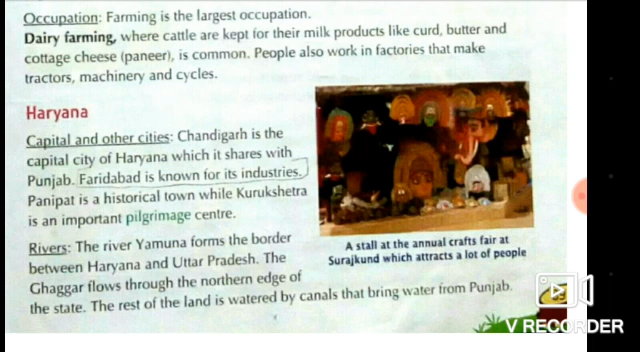 Occupation: Farming is the largest occupation.
Dairy farming, where cattle are kept for their milk products like curd, butter and
cottage cheese (paneer), is common. People also work in factories that make
tractors, machinery and cycles.
Haryana
Capital and other cities: Chandigarh is the
capital city of Haryana which it shares with
Punjab. Faridabad is known for its industries.
Panipat is a historical town while Kurukshetra
is an important pilgrimage centre.
Rivers: The river Yamuna forms the border
between Haryana and Uttar Pradesh. The
Ghaggar flows through the northern edge of
the state. The rest of the land is watered by canals that bring water from Punjab.
A stall at the annual crafts fair at
Surajkund which attracts a lot of people
V RECORDER